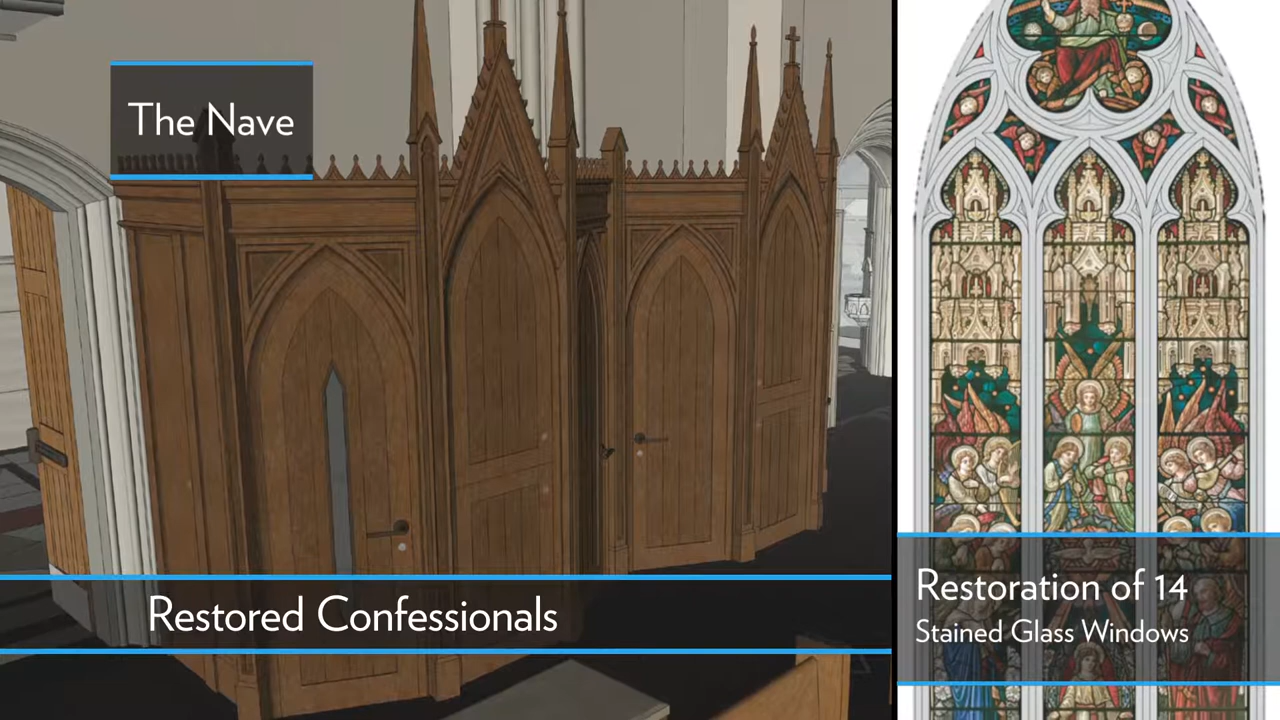 The Nave
Restored Confessionals
Restoration of 14
Stained Glass Windows